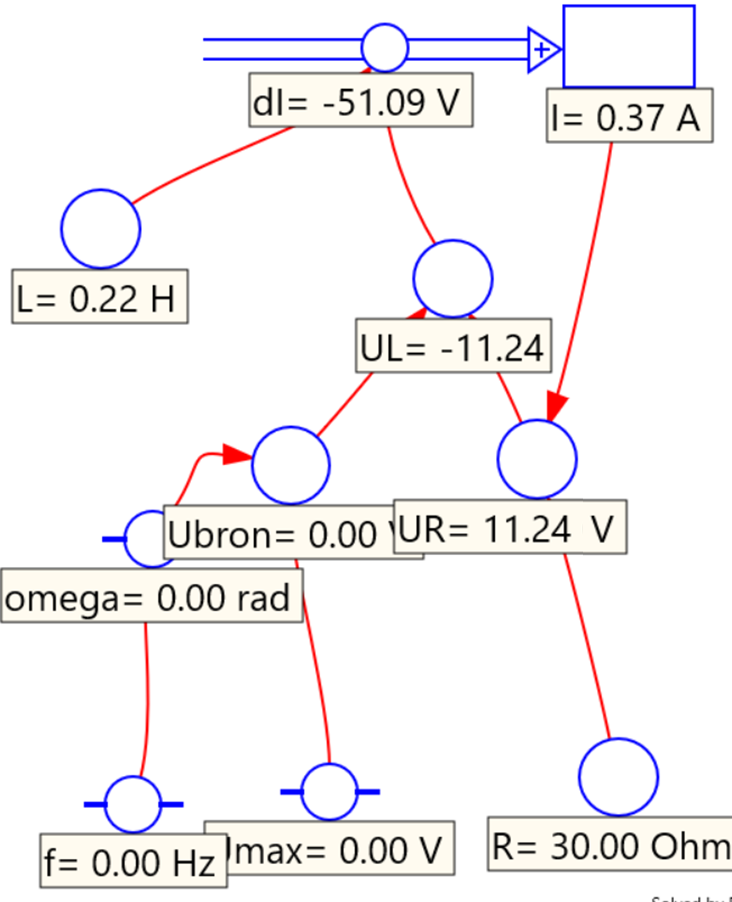 dI= -51.09 V
I= 0.37 A
L= 0.22 H
UL= -11.24
Ubron= 0.00
UR= 11.24 V
omega= 0.00 rad
f= 0.00 Hz
Jmax= 0.00 V
R= 30.00 Ohm